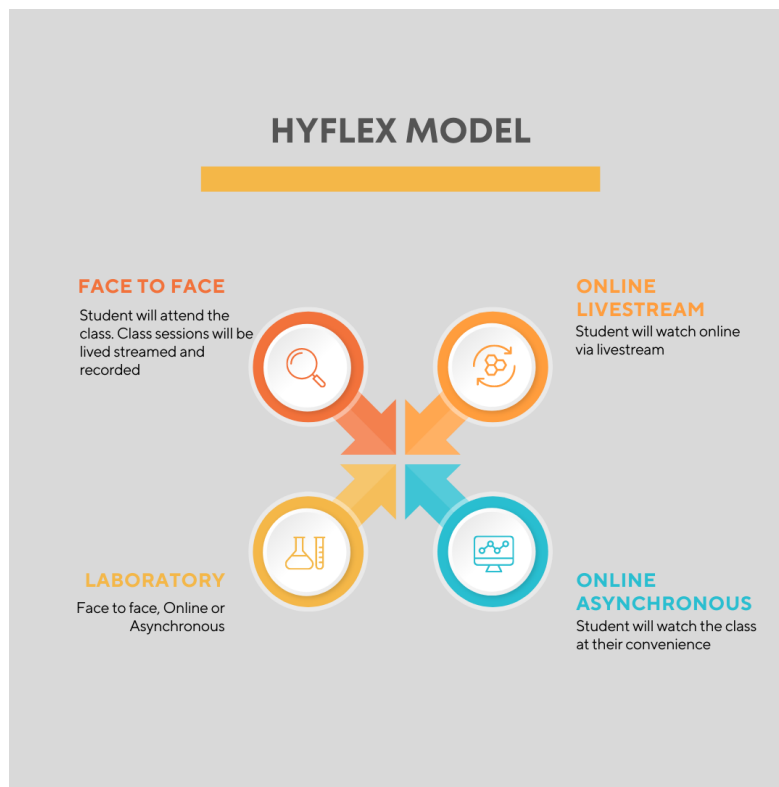 HYFLEX MODEL
FACE TO FACE
Student will attend the
class. Class sessions will be
lived streamed and
recorded
ONLINE
LIVESTREAM
Student will watch online
via livestream
LABORATORY
Face to face, Online or
Asynchronous
ONLINE
ASYNCHRONOUS
Student will watch the class
at their convenience